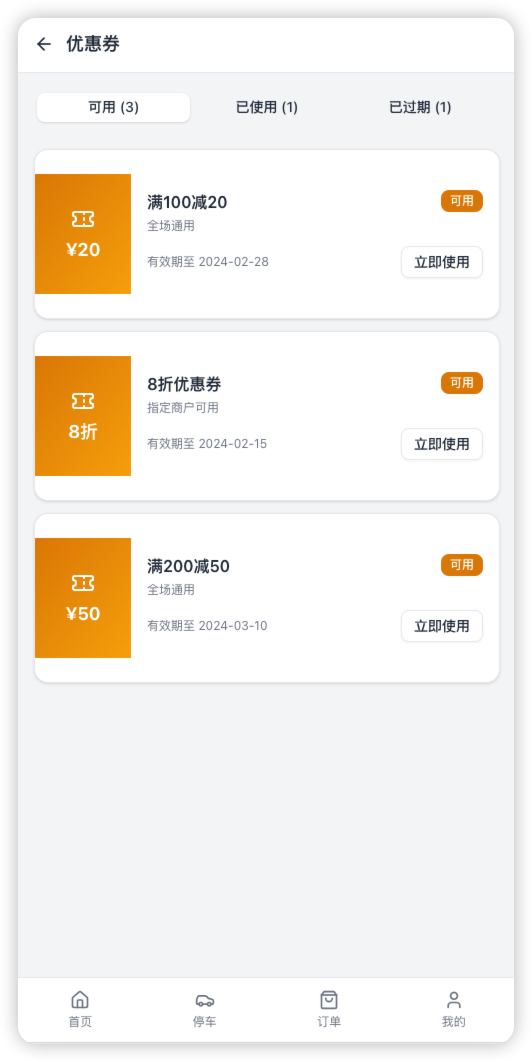 优惠券
可用 (3)
已使用 (1)
已过期 (1)
¥20
满100减20
可用
全场通用
有效期至 2024-02-28
立即使用
8折
8折优惠券
可用
指定商户可用
有效期至 2024-02-15
立即使用
¥50
满200减50
可用
全场通用
有效期至 2024-03-10
立即使用
首页
停车
订单
我的